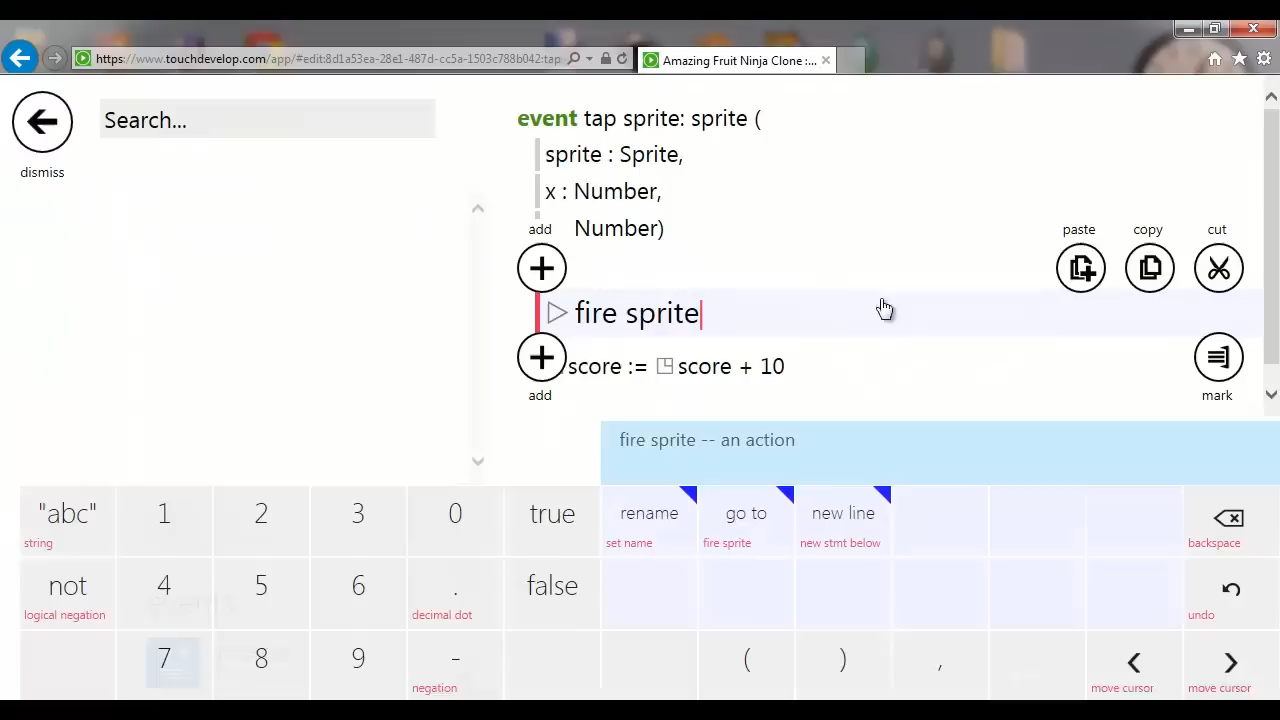 https://www.touchdevelop.com/app/#edit:8d1a53ea-28e1-487d-cc5a-1503c788b042:tap
Amazing Fruit Ninja Clone :...
dismiss
Search...
event tap sprite: sprite (
sprite : Sprite,
x : Number,
Number)
add
paste
copy
cut
fire sprite
score := score + 10
add
mark
fire sprite -- an action
"abc" 1 2 3 0 true rename go to new line
string set name fire sprite new stmt below backspace
not 4 5 6 . false
logical negation decimal dot undo
7 8 9 - ( ) ,
negation move cursor move cursor